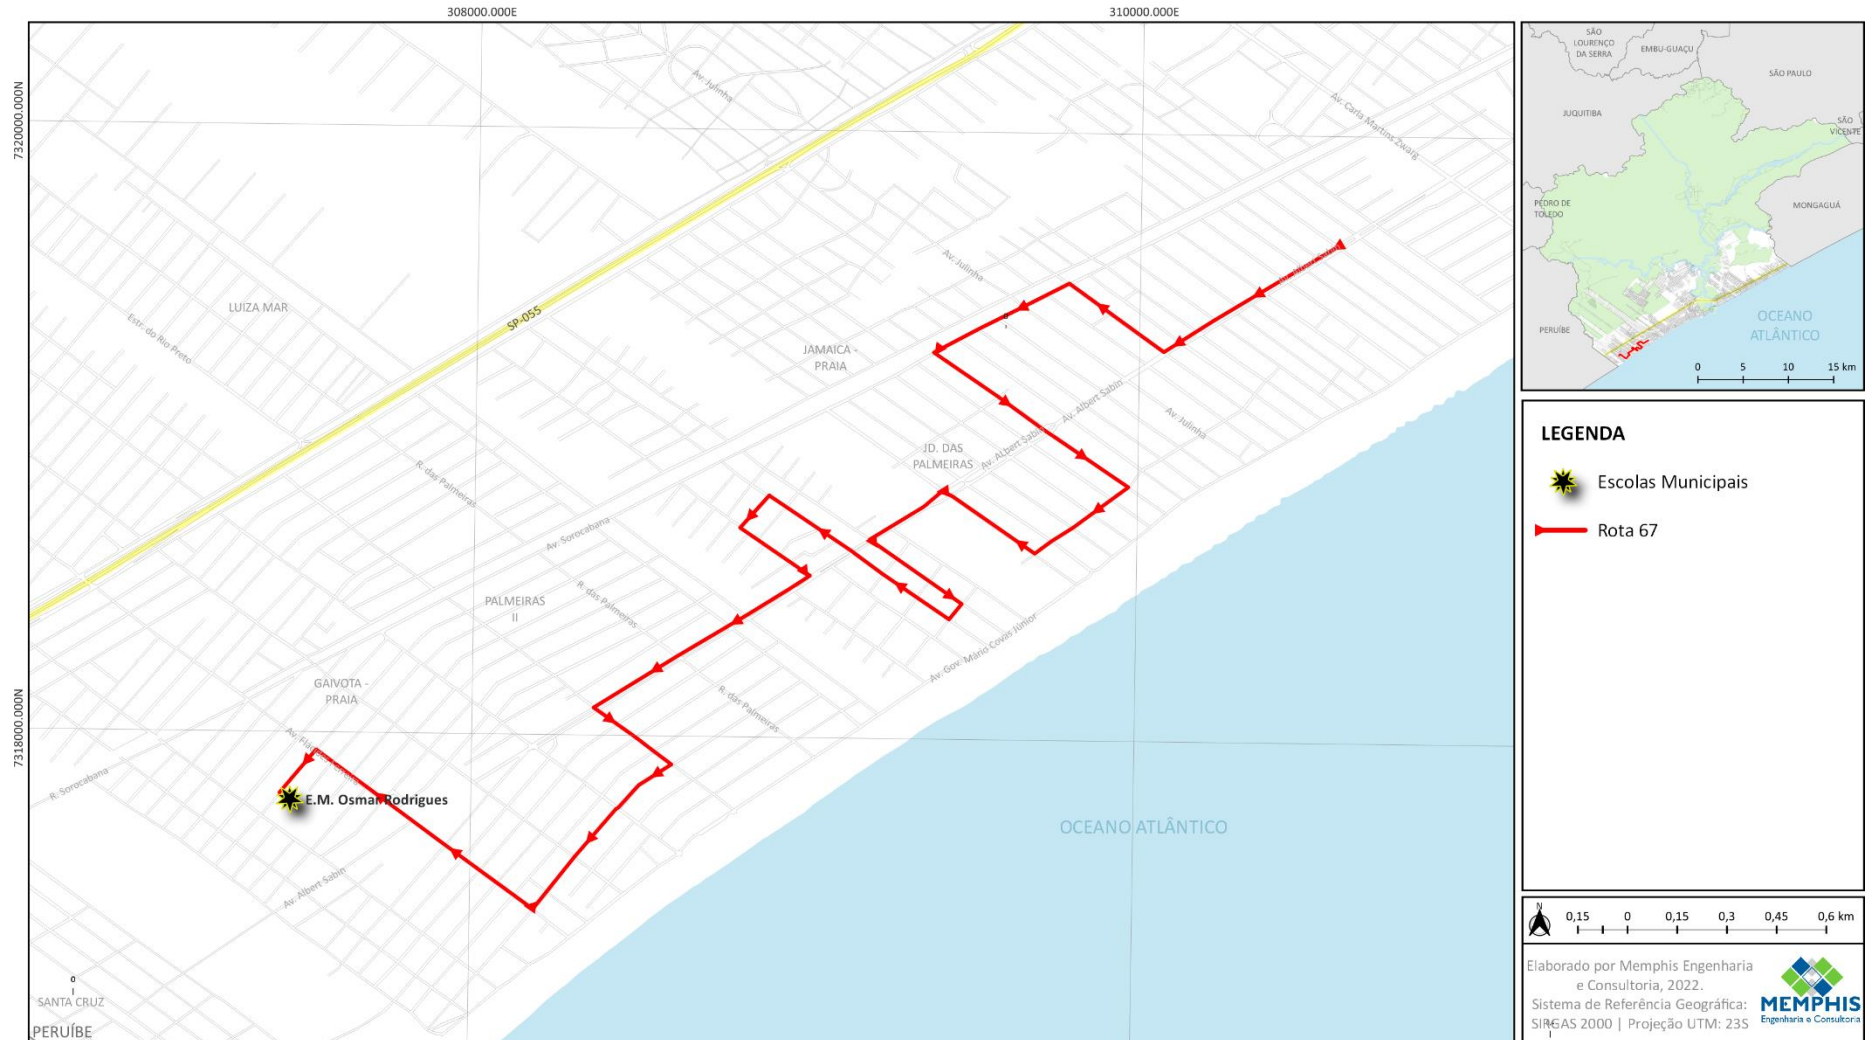 308000.000E
310000.000E
7320000.000N
7318000.000N
Av. Julinha
Av. Carla Martins Zwarg
Av. Julinha
LUIZA MAR
Estr. do Rio Preto
SP-055
JAMAICA -
PRAIA
Av. Albert Sabin
Av. Julinha
JD. DAS
PALMEIRAS
Av. Albert Sabin
R. das Palmeiras
Av. Sorocabana
R. das Palmeiras
PALMEIRAS
II
Av. Gov. Mário Covas Júnior
GAIVOTA -
PRAIA
R. das Palmeiras
R. Sorocabana
E.M. Osmar Rodrigues
OCEANO ATLÂNTICO
Av. Albert Sabin
SANTA CRUZ
PERUÍBE
SÃO
LOURENÇO
DA SERRA
EMBU-GUAÇU
SÃO PAULO
JUQUITIBA
SÃO
VICENTE
PEDRO DE
TOLEDO
MONGAGUÁ
PERUÍBE
OCEANO
ATLÂNTICO
0 5 10 15 km
LEGENDA
Escolas Municipais
Rota 67
N
0,15 0 0,15 0,3 0,45 0,6 km
Elaborado por Memphis Engenharia
e Consultoria, 2022.
Sistema de Referência Geográfica:
SIRGAS 2000 | Projeção UTM: 23S
MEMPHIS
Engenharia e Consultoria